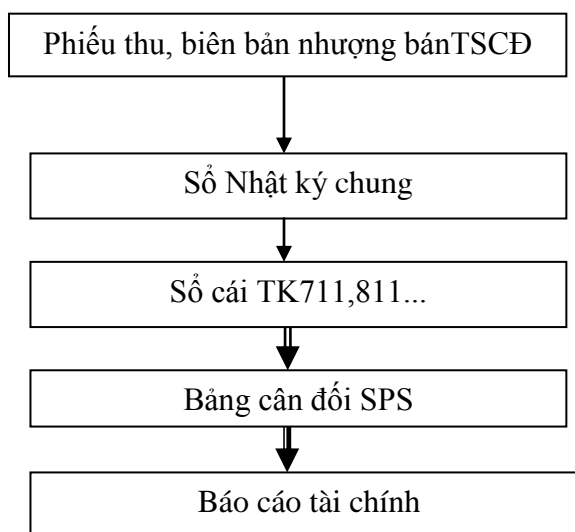 Phiếu thu, biên bản nhượng bánTSCĐ
Sổ Nhật ký chung
Sổ cái TK711,811...
Bảng cân đối SPS
Báo cáo tài chính